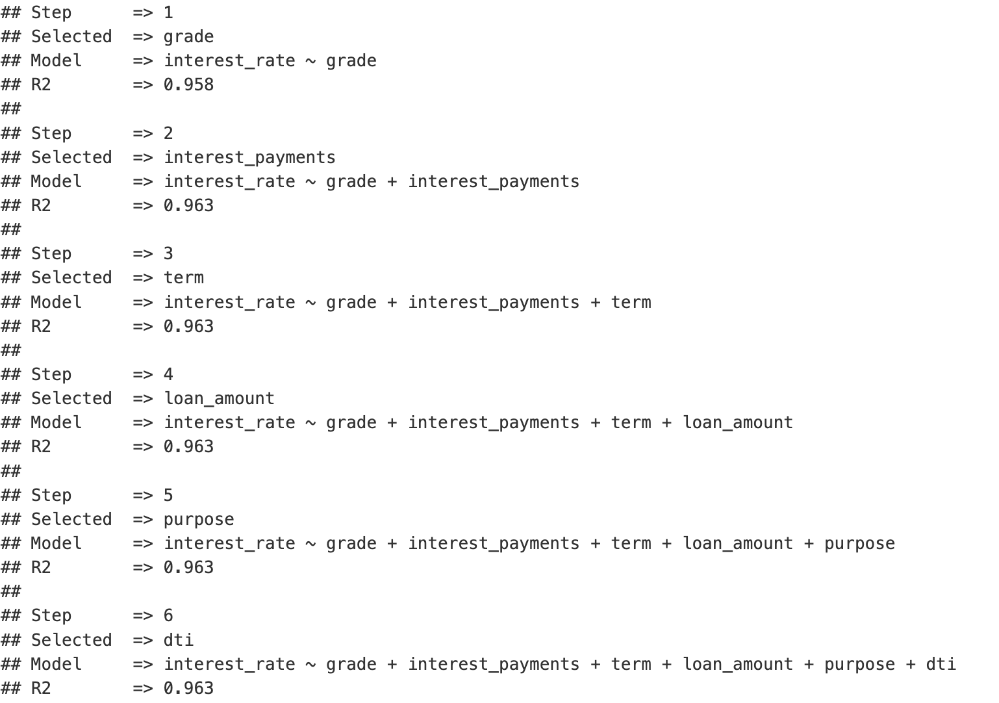 ## Step      => 1
## Selected  => grade
## Model     => interest_rate ~ grade
## R2        => 0.958
##
## Step      => 2
## Selected  => interest_payments
## Model     => interest_rate ~ grade + interest_payments
## R2        => 0.963
##
## Step      => 3
## Selected  => term
## Model     => interest_rate ~ grade + interest_payments + term
## R2        => 0.963
##
## Step      => 4
## Selected  => loan_amount
## Model     => interest_rate ~ grade + interest_payments + term + loan_amount
## R2        => 0.963
##
## Step      => 5
## Selected  => purpose
## Model     => interest_rate ~ grade + interest_payments + term + loan_amount + purpose
## R2        => 0.963
##
## Step      => 6
## Selected  => dti
## Model     => interest_rate ~ grade + interest_payments + term + loan_amount + purpose + dti
## R2        => 0.963